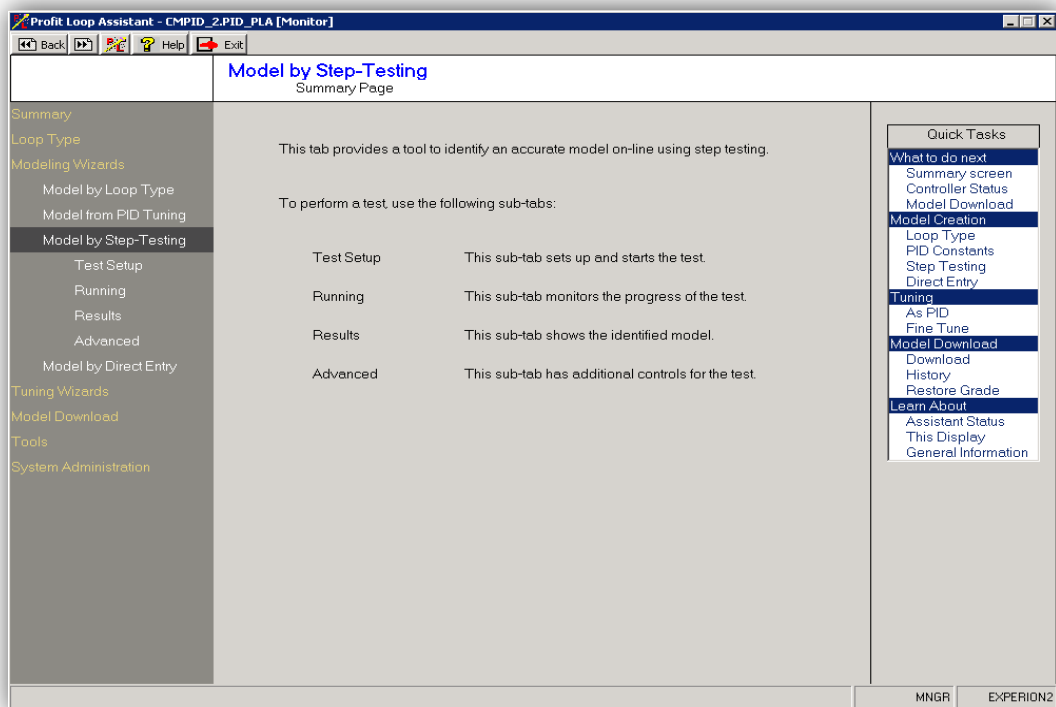 Profit Loop Assistant - CMPID_2.PID_PLA [Monitor]
Back Help Exit
Model by Step-Testing
Summary Page
Summary
Loop Type
Modeling Wizards
Model by Loop Type
Model from PID Tuning
Model by Step-Testing
Test Setup
Running
Results
Advanced
Model by Direct Entry
Tuning Wizards
Model Download
Tools
System Administration
This tab provides a tool to identify an accurate model on-line using step testing.
To perform a test, use the following sub-tabs:
Test Setup This sub-tab sets up and starts the test.
Running This sub-tab monitors the progress of the test.
Results This sub-tab shows the identified model.
Advanced This sub-tab has additional controls for the test.
Quick Tasks
What to do next
Summary screen
Controller Status
Model Download
Model Creation
Loop Type
PID Constants
Step Testing
Direct Entry
Tuning
As PID
Fine Tune
Model Download
Download
History
Restore Grade
Learn About
Assistant Status
This Display
General Information
MNGR EXPERION2